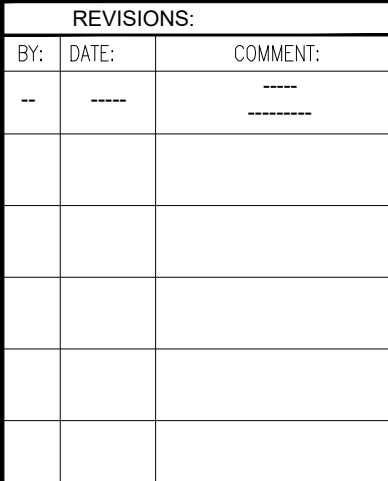 REVISIONS:
BY: DATE: COMMENT:
-- ----- -----
---------